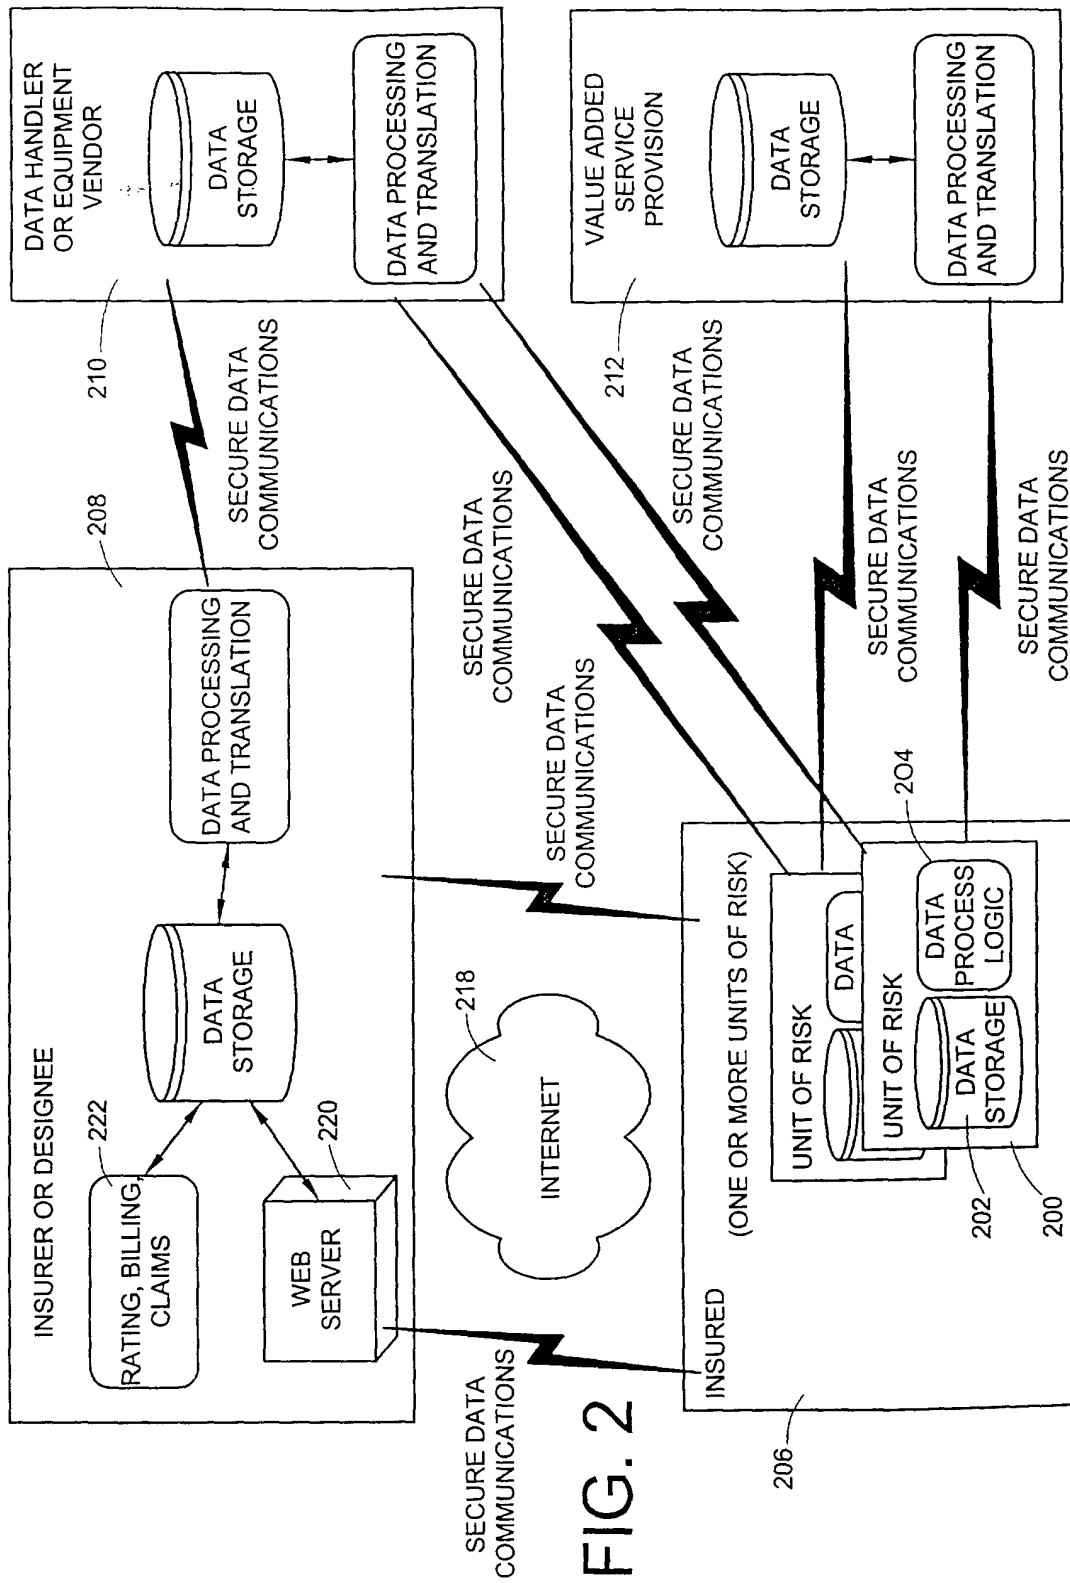 INSURER OR DESIGNEE
208
222
RATING, BILLING,
CLAIMS
DATA
STORAGE
DATA PROCESSING
AND TRANSLATION
WEB
SERVER
220
SECURE DATA
COMMUNICATIONS
210
DATA HANDLER
OR EQUIPMENT
VENDOR
DATA
STORAGE
DATA PROCESSING
AND TRANSLATION
SECURE DATA
COMMUNICATIONS
INTERNET
218
SECURE DATA
COMMUNICATIONS
SECURE DATA
COMMUNICATIONS
SECURE DATA
COMMUNICATIONS
212
VALUE ADDED
SERVICE
PROVISION
DATA
STORAGE
DATA PROCESSING
AND TRANSLATION
FIG. 2
206
INSURED
(ONE OR MORE UNITS OF RISK)
UNIT OF RISK
DATA
UNIT OF RISK
204
DATA
STORAGE
DATA
PROCESS
LOGIC
202
200
SECURE DATA
COMMUNICATIONS
SECURE DATA
COMMUNICATIONS